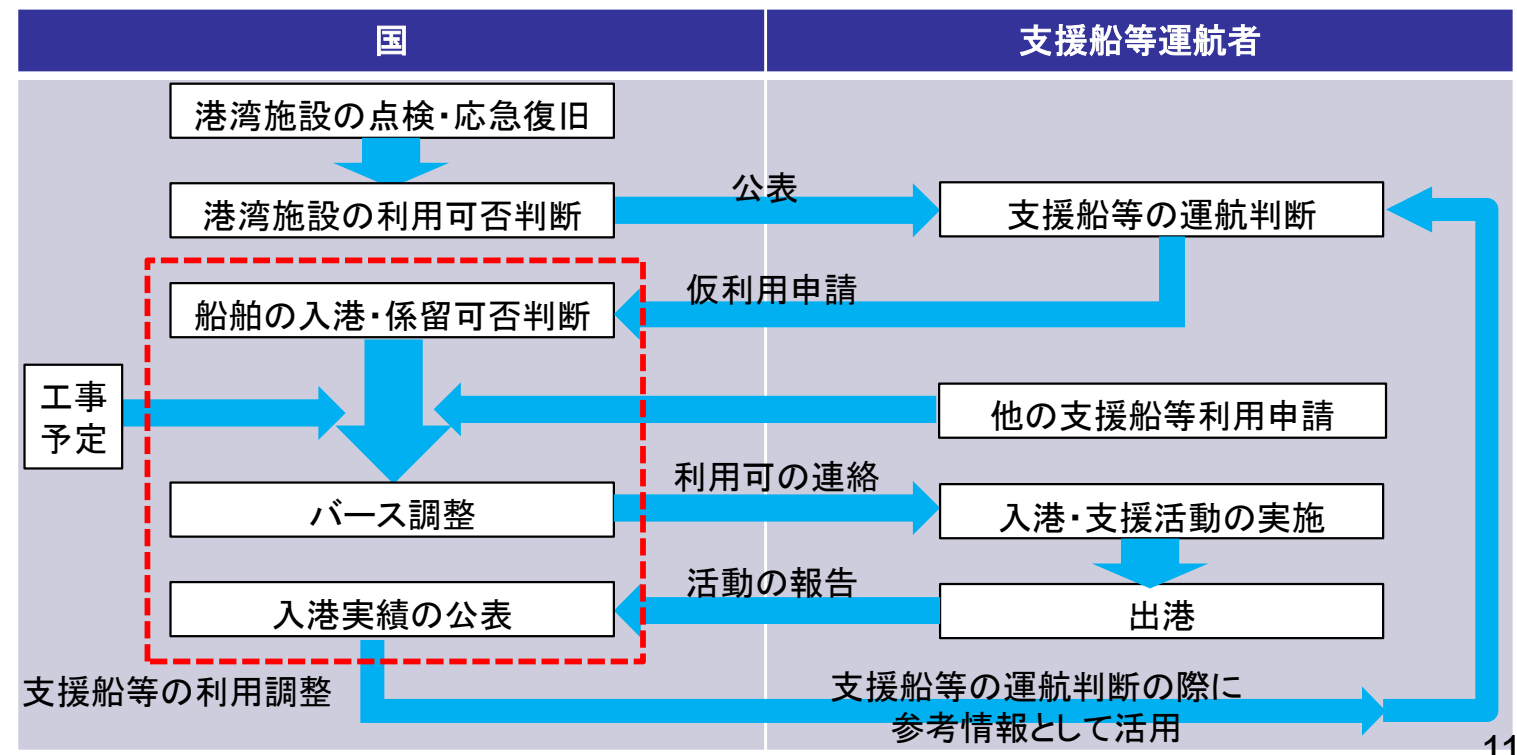 国
支援船等運航者
港湾施設の点検・応急復旧
港湾施設の利用可否判断
公表
支援船等の運航判断
仮利用申請
船舶の入港・係留可否判断
工事
予定
他の支援船等利用申請
利用可の連絡
バース調整
入港・支援活動の実施
活動の報告
入港実績の公表
出港
支援船等の利用調整
支援船等の運航判断の際に
参考情報として活用
11